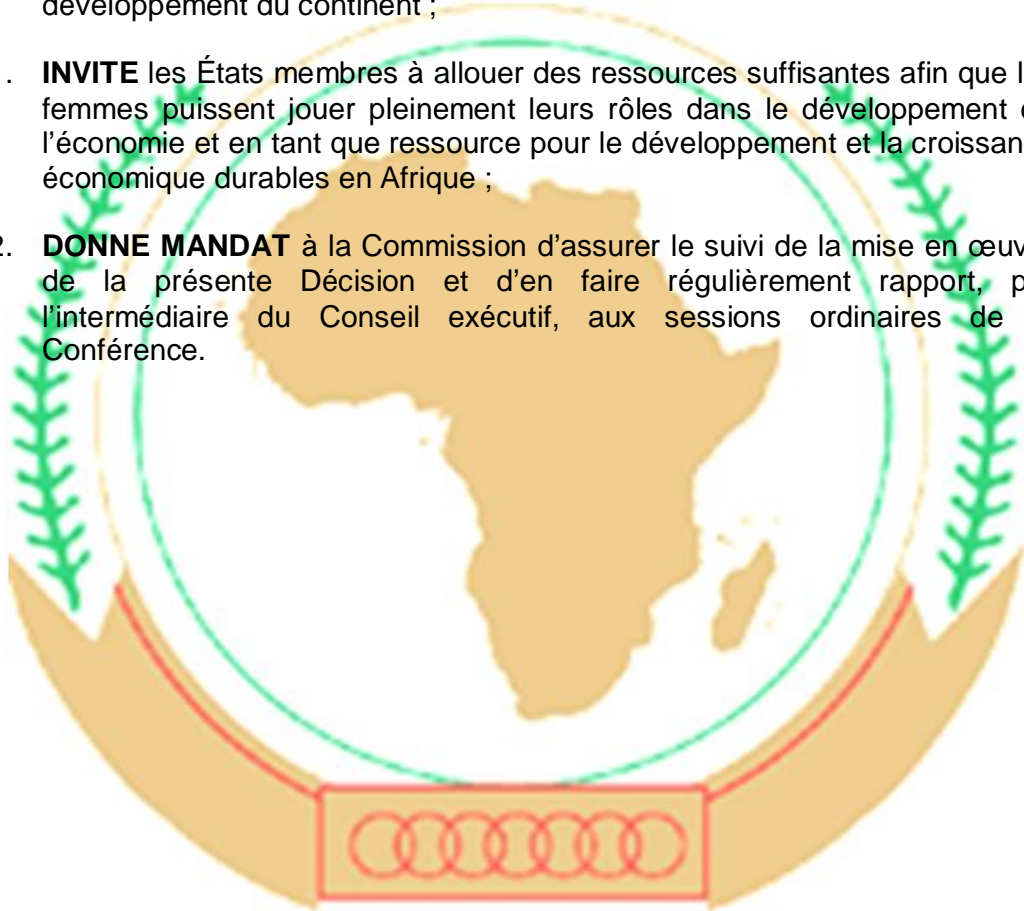 développement du continent ;
. INVITE les États membres à allouer des ressources suffisantes afin que l
femmes puissent jouer pleinement leurs rôles dans le développement
l’économie et en tant que ressource pour le développement et la croissan
économique durables en Afrique ;
2. DONNE MANDAT à la Commission d’assurer le suivi de la mise en œuv
de la présente Décision et d’en faire régulièrement rapport, p
l’intermédiaire du Conseil exécutif, aux sessions ordinaires de
Conférence.